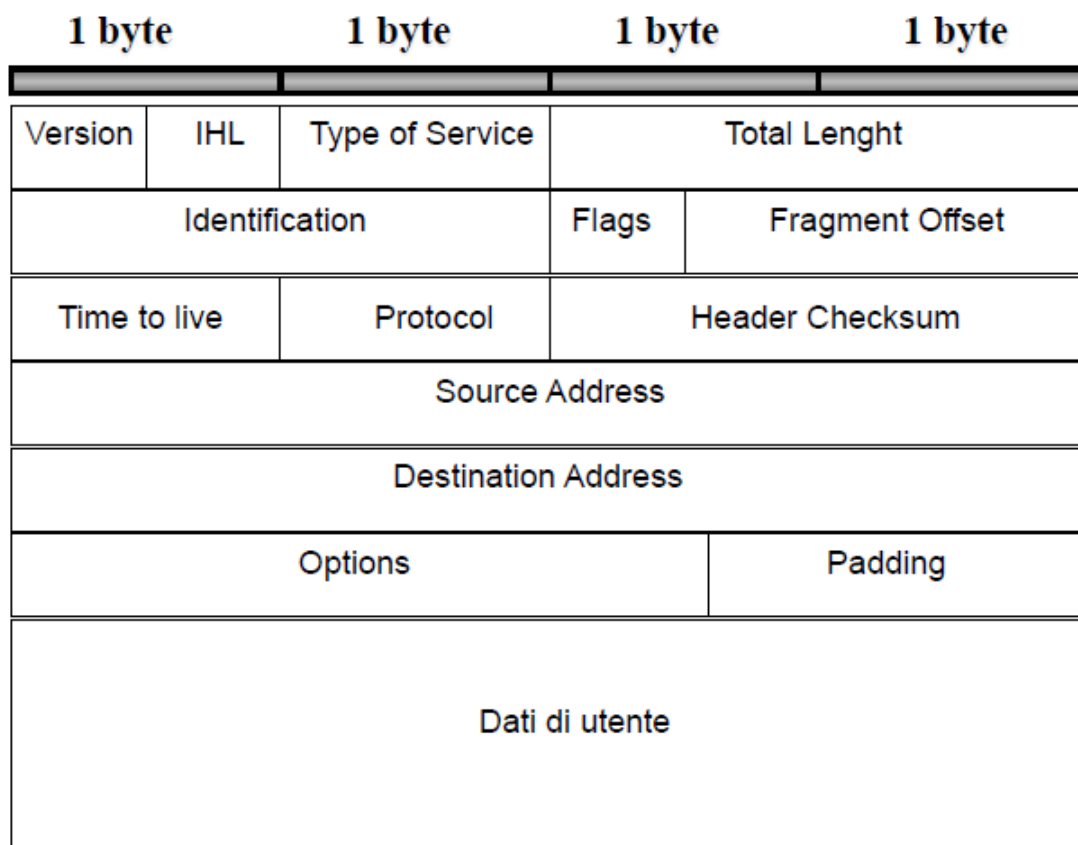 1 byte 1 byte 1 byte 1 byte
Version IHL Type of Service Total Lenght
Identification Flags Fragment Offset
Time to live Protocol Header Checksum
Source Address
Destination Address
Options Padding
Dati di utente